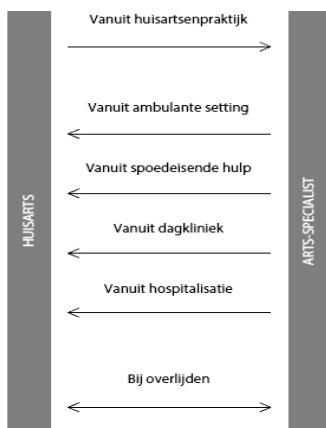 Vanuit huisartsenpraktijk
Vanuit ambulante setting
Vanuit spoedeisende hulp
Vanuit dagkliniek
Vanuit hospitalisatie
Bij overlijden
HUISARTS
ARTS-SPECIALIST